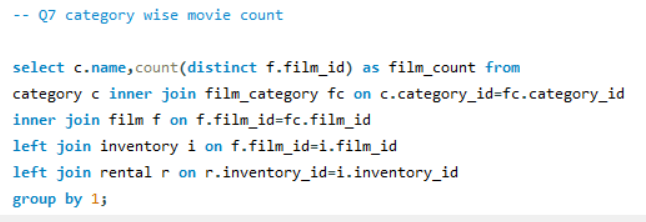 -- Q7 category wise movie count
select c.name,count(distinct f.film_id) as film_count from
category c inner join film_category fc on c.category_id=fc.category_id
inner join film f on f.film_id=fc.film_id
left join inventory i on f.film_id=i.film_id
left join rental r on r.inventory_id=i.inventory_id
group by 1;